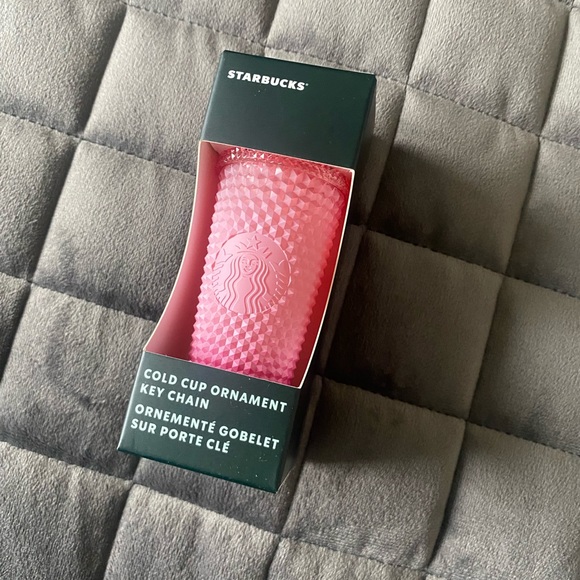 STARBUCKS®
COLD CUP ORNAMENT
KEY CHAIN
ORNEMENTÉ GOBELET
SUR PORTE CLÉ